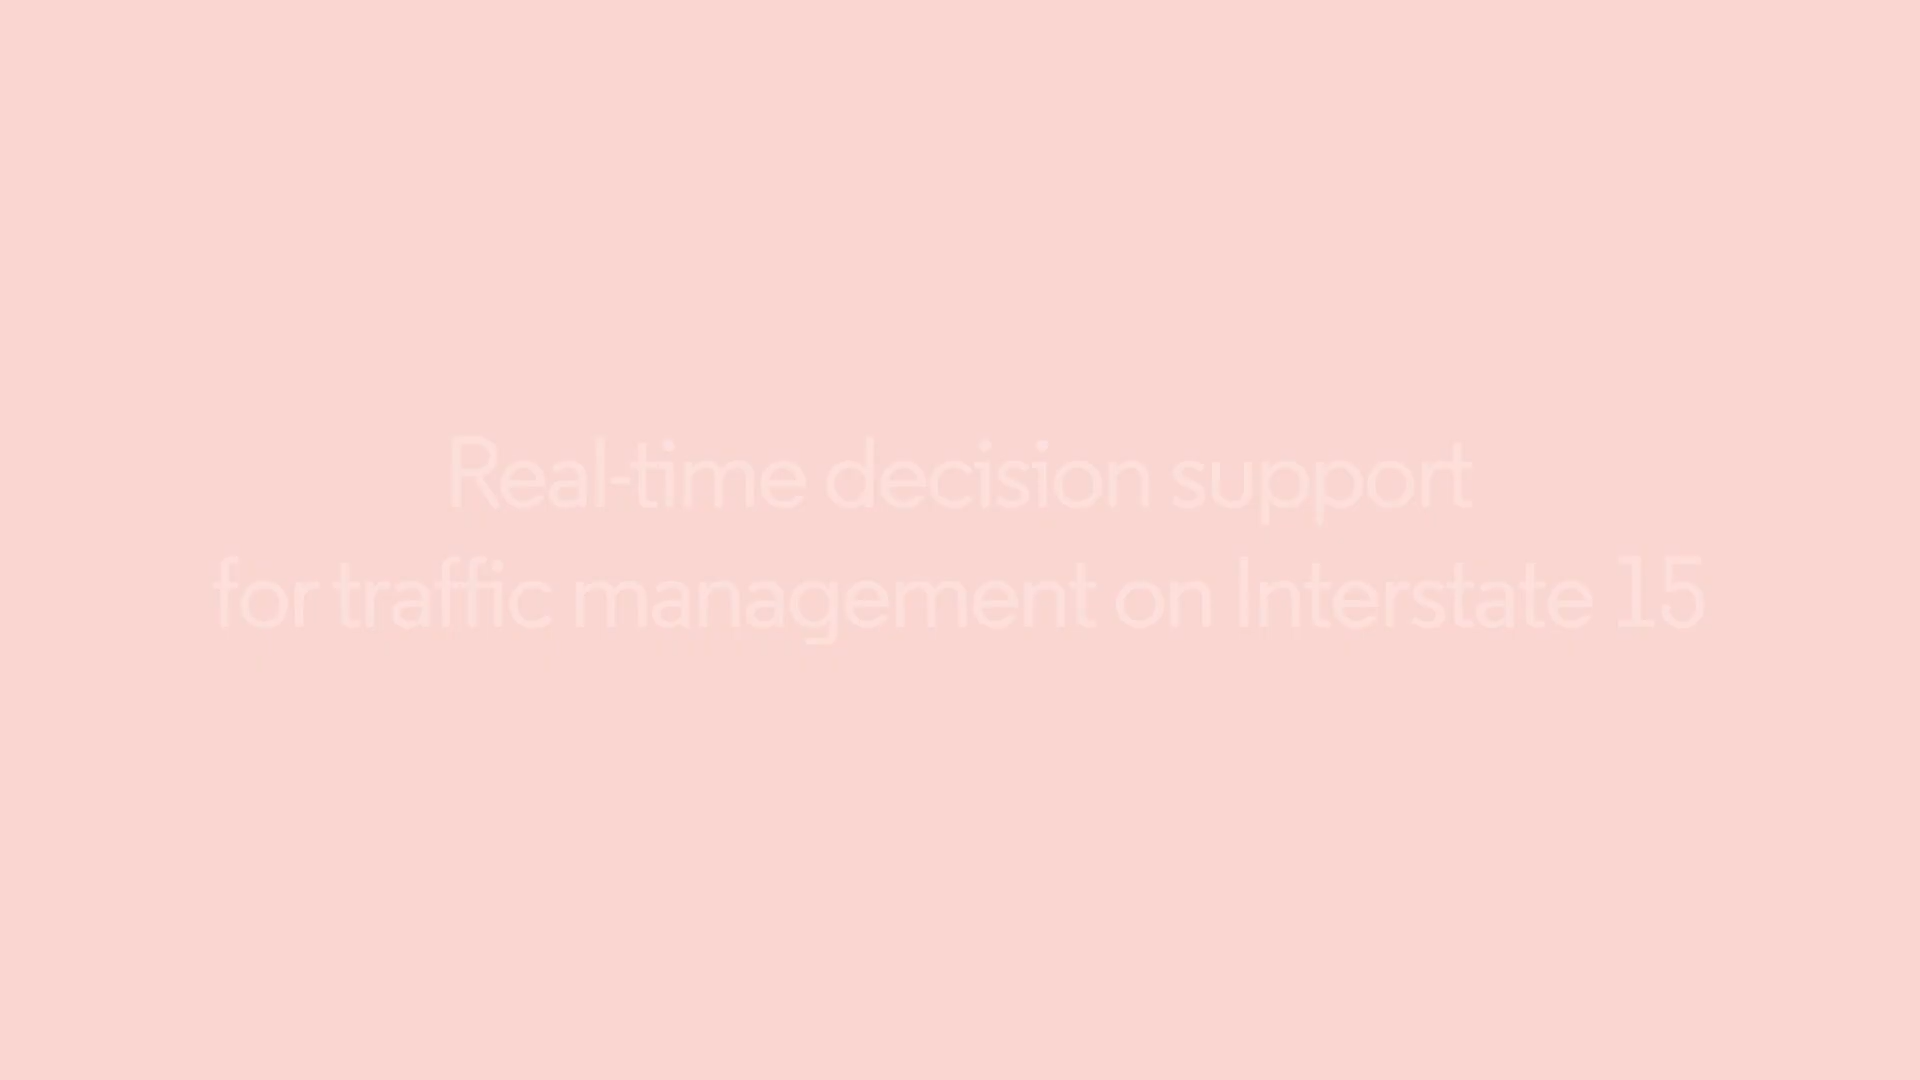 Real-time decision support
for traffic management on Interstate 15